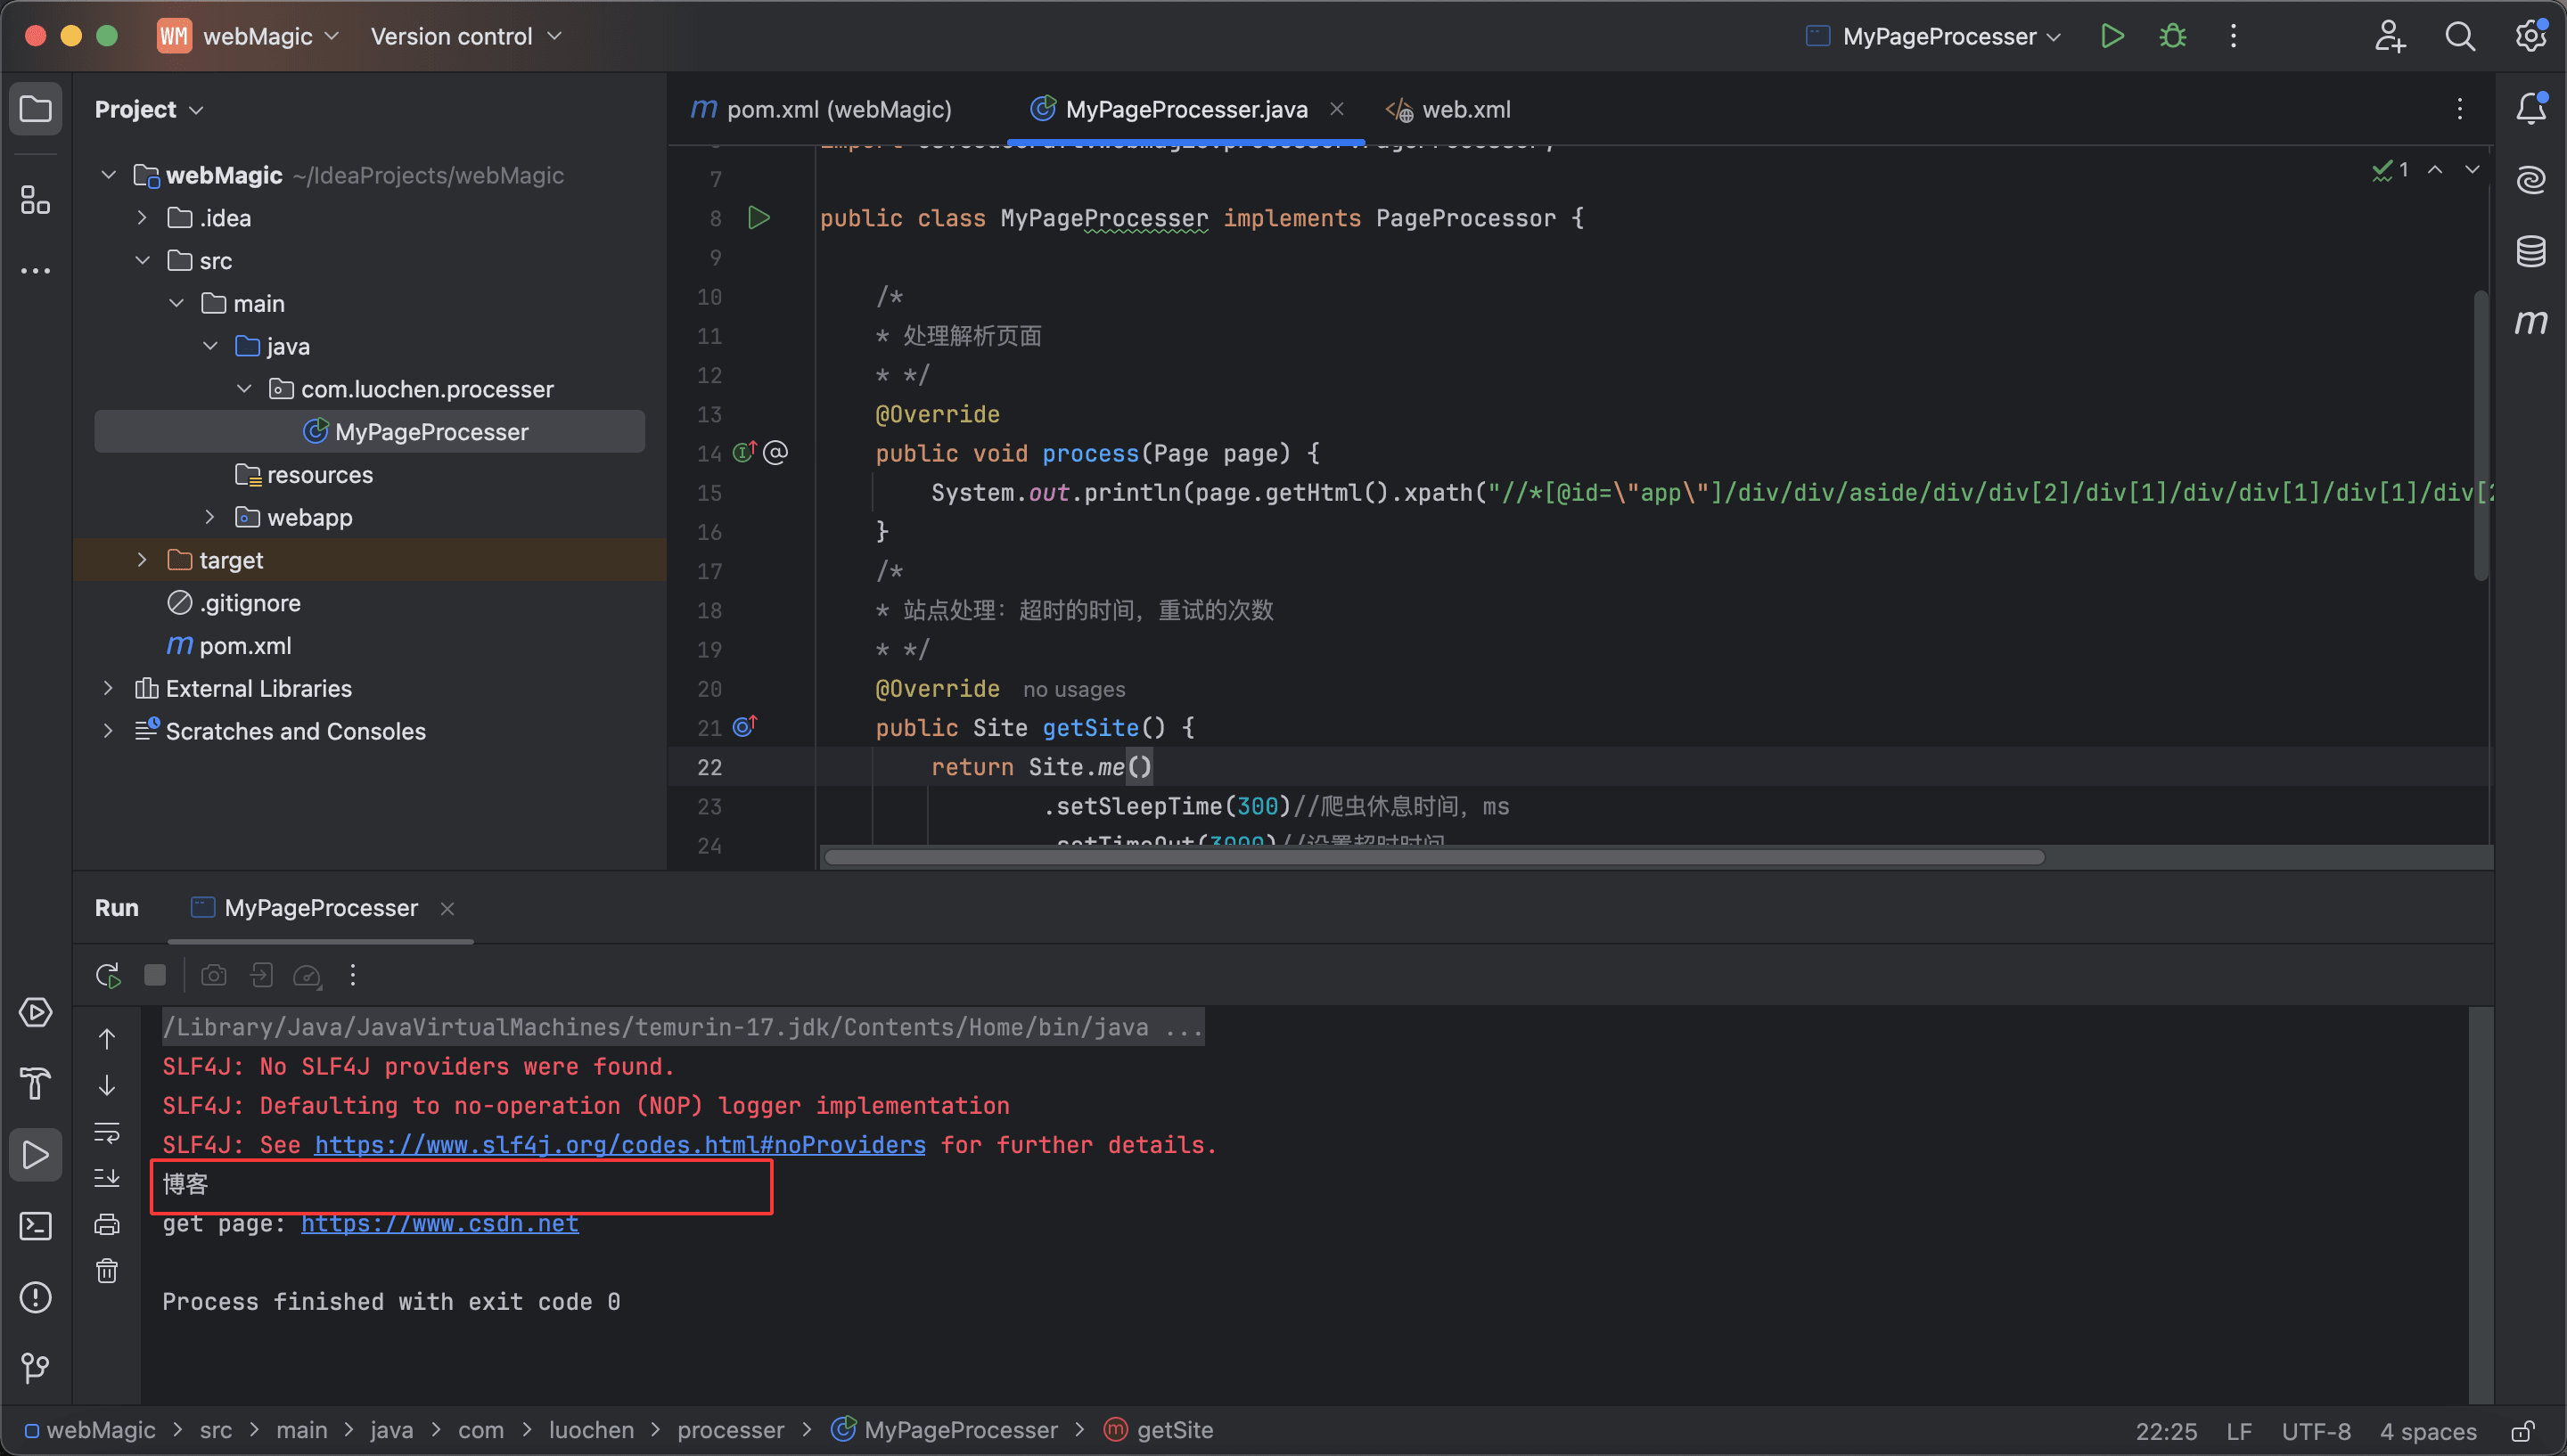 WM webMagic Version control MyPageProcesser
Project
pom.xml (webMagic) MyPageProcesser.java web.xml
webMagic ~/IdeaProjects/webMagic
.idea
src
main
java
com.luochen.processer
MyPageProcesser
resources
webapp
target
.gitignore
pom.xml
External Libraries
Scratches and Consoles
1
7
8 public class MyPageProcesser implements PageProcessor {
9
10 /*
11 * 处理解析页面
12 * */
13 @Override
14 public void process(Page page) {
15 System.out.println(page.getHtml().xpath("//*[@id=\"app\"]/div/div/aside/div/div[2]/div[1]/div/div[1]/div[1]/div[2
16 }
17 /*
18 * 站点处理：超时的时间，重试的次数
19 * */
20 @Override no usages
21 public Site getSite() {
22 return Site.me()
23 .setSleepTime(300)//爬虫休息时间，ms
24 .setTimeOut(3000)//设置超时时间
Run MyPageProcesser
/Library/Java/JavaVirtualMachines/temurin-17.jdk/Contents/Home/bin/java ...
SLF4J: No SLF4J providers were found.
SLF4J: Defaulting to no-operation (NOP) logger implementation
SLF4J: See https://www.slf4j.org/codes.html#noProviders for further details.
博客
get page: https://www.csdn.net
Process finished with exit code 0
webMagic > src > main > java > com > luochen > processer > MyPageProcesser > getSite 22:25 LF UTF-8 4 spaces